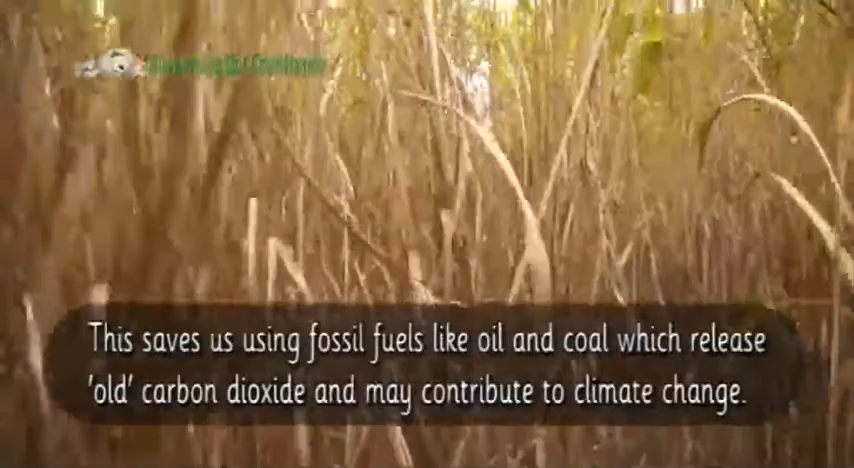 This saves us using fossil fuels like oil and coal which release
'old' carbon dioxide and may contribute to climate change.